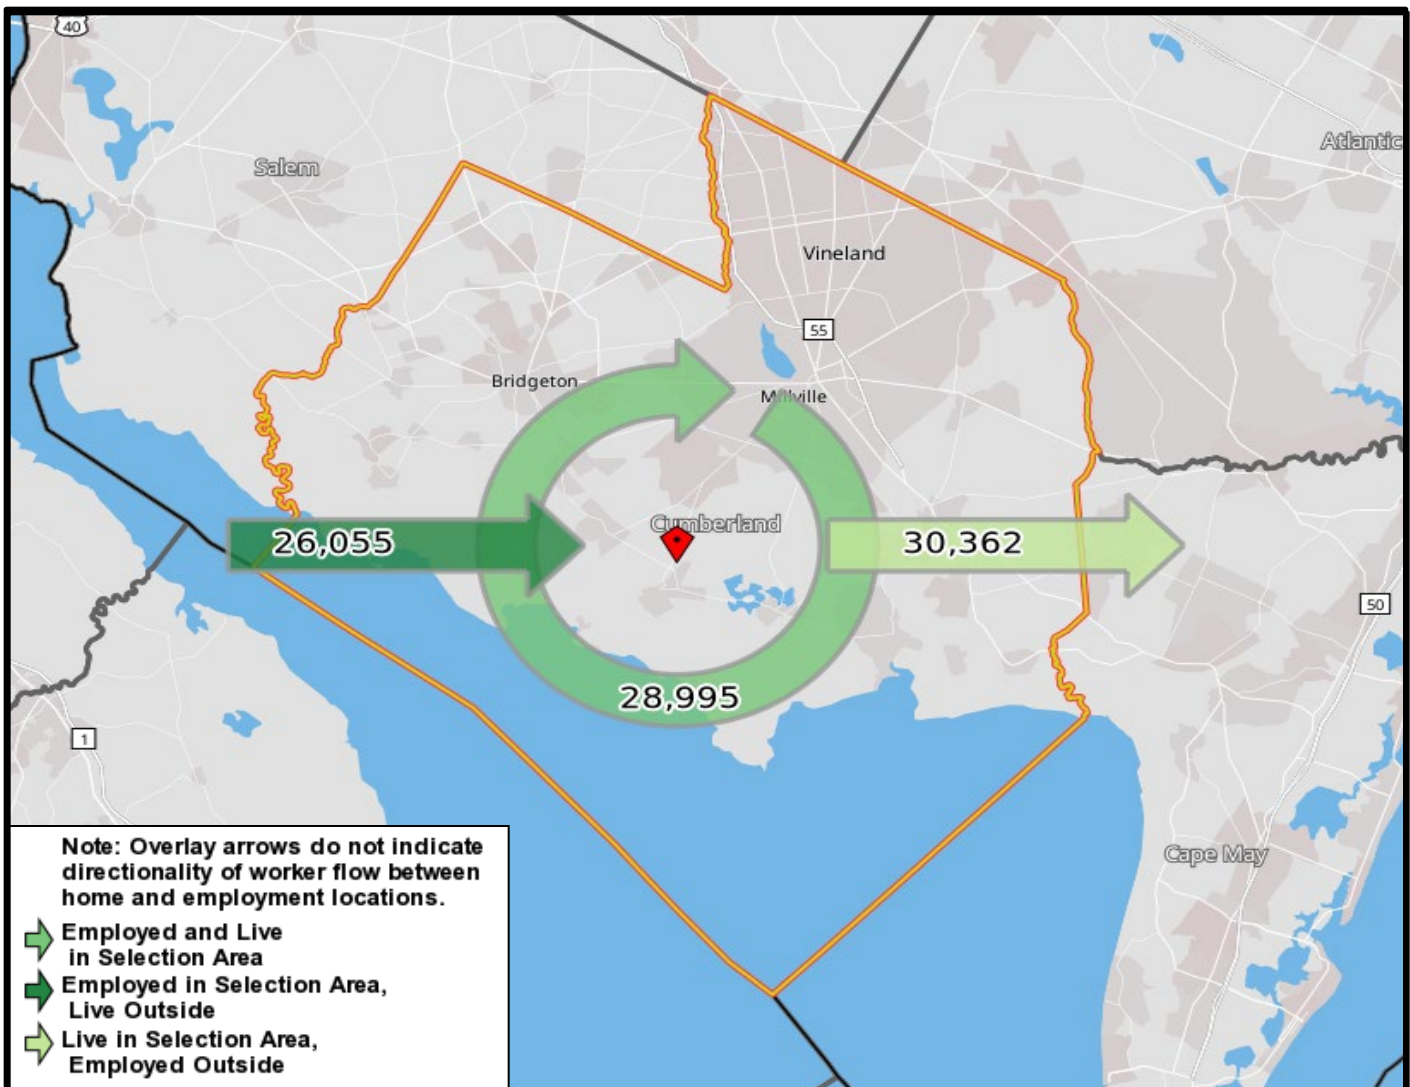 40
Atlantic
Salem
Vineland
55
Bridgeton
Millville
Cumberland
26,055
30,362
50
28,995
1
Cape May
Note: Overlay arrows do not indicate
directionality of worker flow between
home and employment locations.
Employed and Live
in Selection Area
Employed in Selection Area,
Live Outside
Live in Selection Area,
Employed Outside